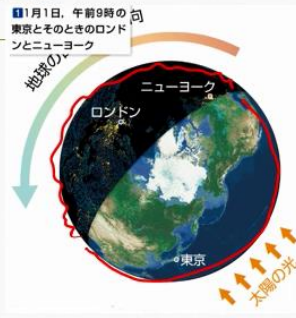 1 1月1日，午前9時の
東京とそのときのロンド
ンとニューヨーク
地球の
向
ニューヨーク
ロンドン
東京
太陽の光